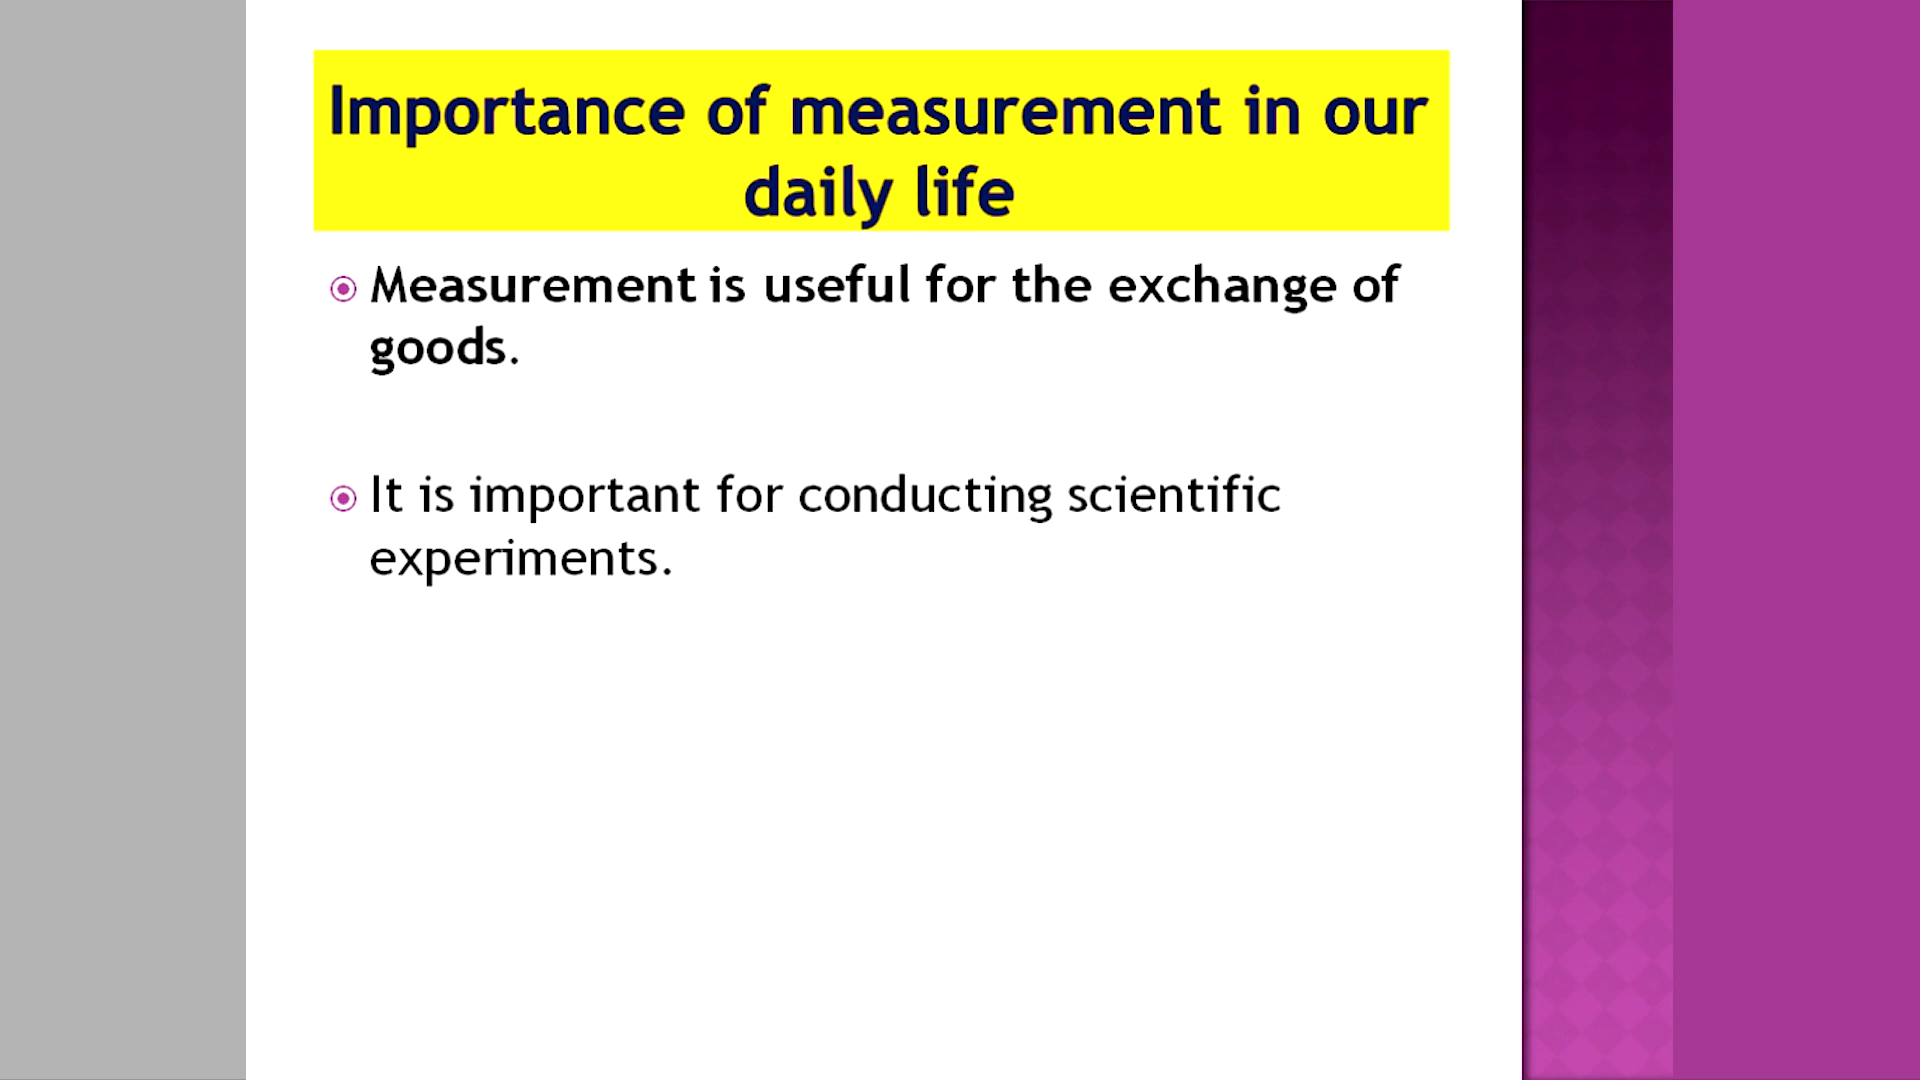 Importance of measurement in our
daily life
Measurement is useful for the exchange of
goods.
It is important for conducting scientific
experiments.